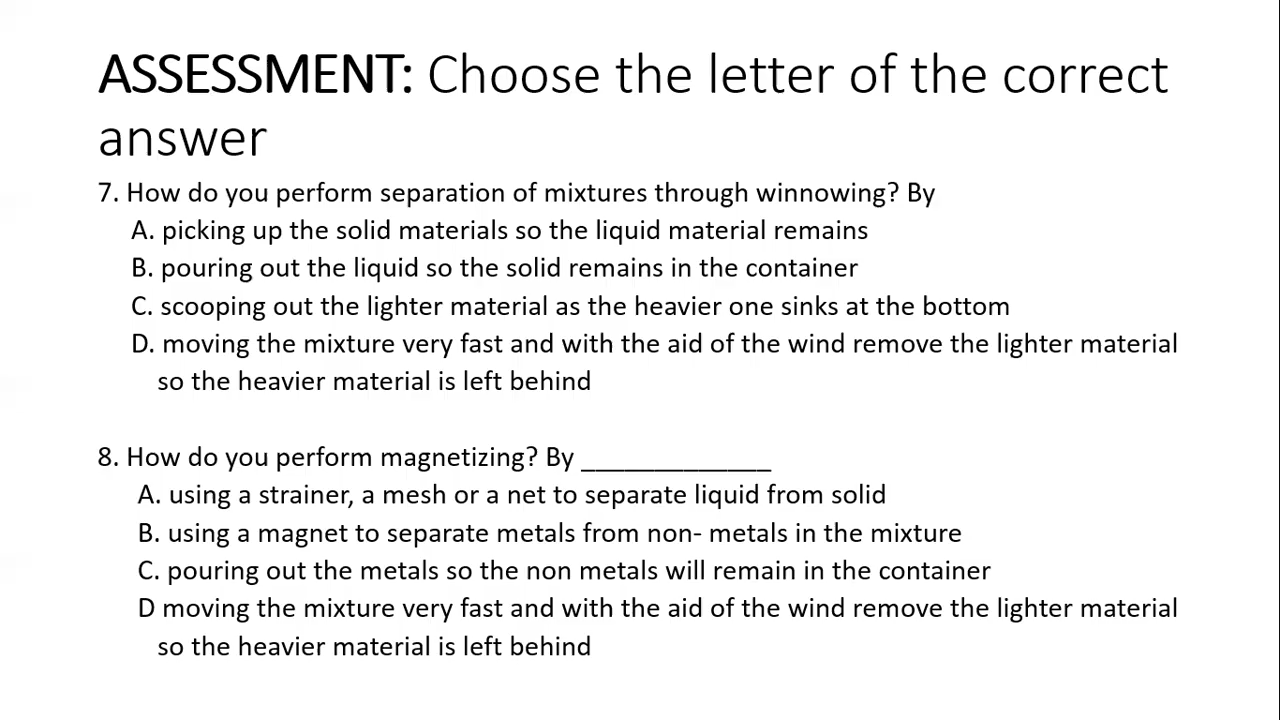 ASSESSMENT: Choose the letter of the correct
answer
7. How do you perform separation of mixtures through winnowing? By
A. picking up the solid materials so the liquid material remains
B. pouring out the liquid so the solid remains in the container
C. scooping out the lighter material as the heavier one sinks at the bottom
D. moving the mixture very fast and with the aid of the wind remove the lighter material
so the heavier material is left behind
8. How do you perform magnetizing? By _____________
A. using a strainer, a mesh or a net to separate liquid from solid
B. using a magnet to separate metals from non- metals in the mixture
C. pouring out the metals so the non metals will remain in the container
D moving the mixture very fast and with the aid of the wind remove the lighter material
so the heavier material is left behind